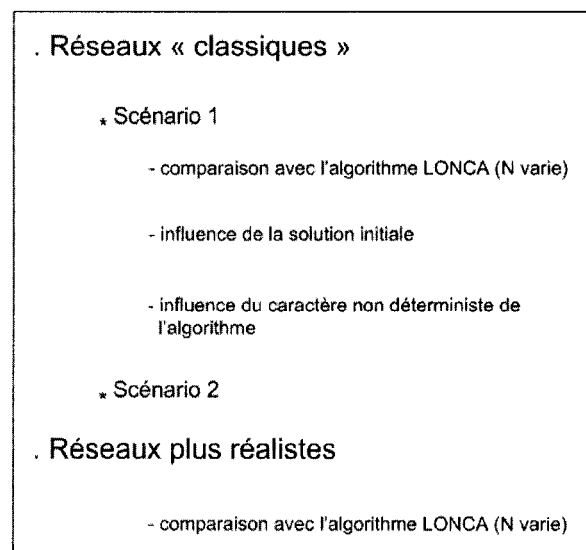 . Réseaux « classiques »
* Scénario 1
- comparaison avec l'algorithme LONCA (N varie)
- influence de la solution initiale
- influence du caractère non déterministe de
l'algorithme
* Scénario 2
. Réseaux plus réalistes
- comparaison avec l'algorithme LONCA (N varie)